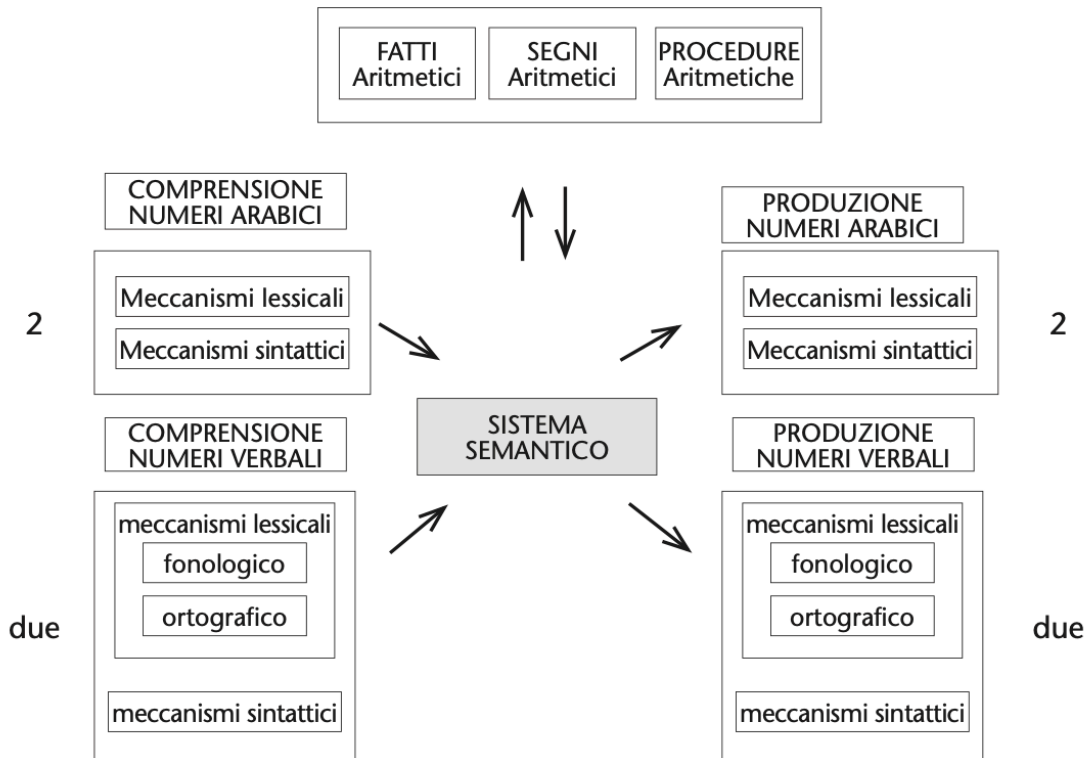 FATTI
Aritmetici
SEGNI
Aritmetici
PROCEDURE
Aritmetiche
COMPRENSIONE
NUMERI ARABICI
PRODUZIONE
NUMERI ARABICI
2
Meccanismi lessicali
Meccanismi sintattici
Meccanismi lessicali
Meccanismi sintattici
2
COMPRENSIONE
NUMERI VERBALI
SISTEMA
SEMANTICO
PRODUZIONE
NUMERI VERBALI
due
meccanismi lessicali
fonologico
ortografico
meccanismi sintattici
meccanismi lessicali
fonologico
ortografico
meccanismi sintattici
due